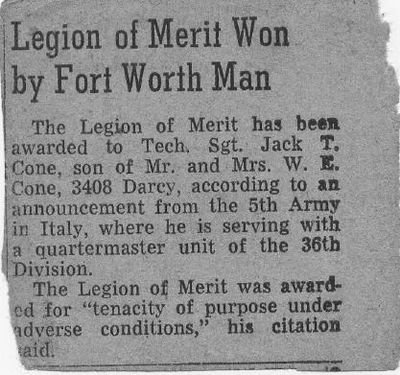 Legion of Merit Won
by Fort Worth Man
The Legion of Merit has been
awarded to Tech. Sgt. Jack T.
Cone, son of Mr. and Mrs. W. E.
Cone, 3408 Darcy, according to an
announcement from the 5th Army
in Italy, where he is serving with
a quartermaster unit of the 36th
Division.
The Legion of Merit was award-
ed for “tenacity of purpose under
adverse conditions,” his citation
said.